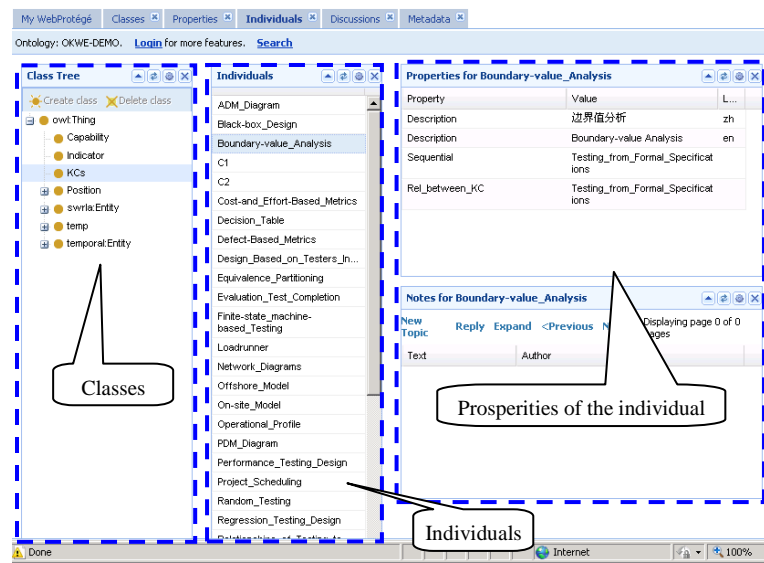 My WebProtégé Classes Properties Individuals Discussions Metadata
Ontology: OKWE-DEMO. Login for more features. Search
Class Tree
Create class Delete class
owl:Thing
Capability
Indicator
KCs
Position
swrla:Entity
temp
temporal:Entity
Classes
Individuals
ADM_Diagram
Black-box_Design
Boundary-value_Analysis
C1
C2
Cost-and_Effort-Based_Metrics
Decision_Table
Defect-Based_Metrics
Design_Based_on_Testers_In...
Equivalence_Partitioning
Evaluation_Test_Completion
Finite-state_machine-
based_Testing
Loadrunner
Network_Diagrams
Offshore_Model
On-site_Model
Operational_Profile
PDM_Diagram
Performance_Testing_Design
Project_Scheduling
Random_Testing
Regression_Testing_Design
Individuals
Properties for Boundary-value_Analysis
Property Value L...
Description 边界值分析 zh
Description Boundary-value Analysis en
Sequential Testing_from_Formal_Specificat
ions
Rel_between_KC Testing_from_Formal_Specificat
ions
Notes for Boundary-value_Analysis
New
Topic Reply Expand <Previous Displaying page 0 of 0
Text Author
Prosperities of the individual
Done Internet 100%